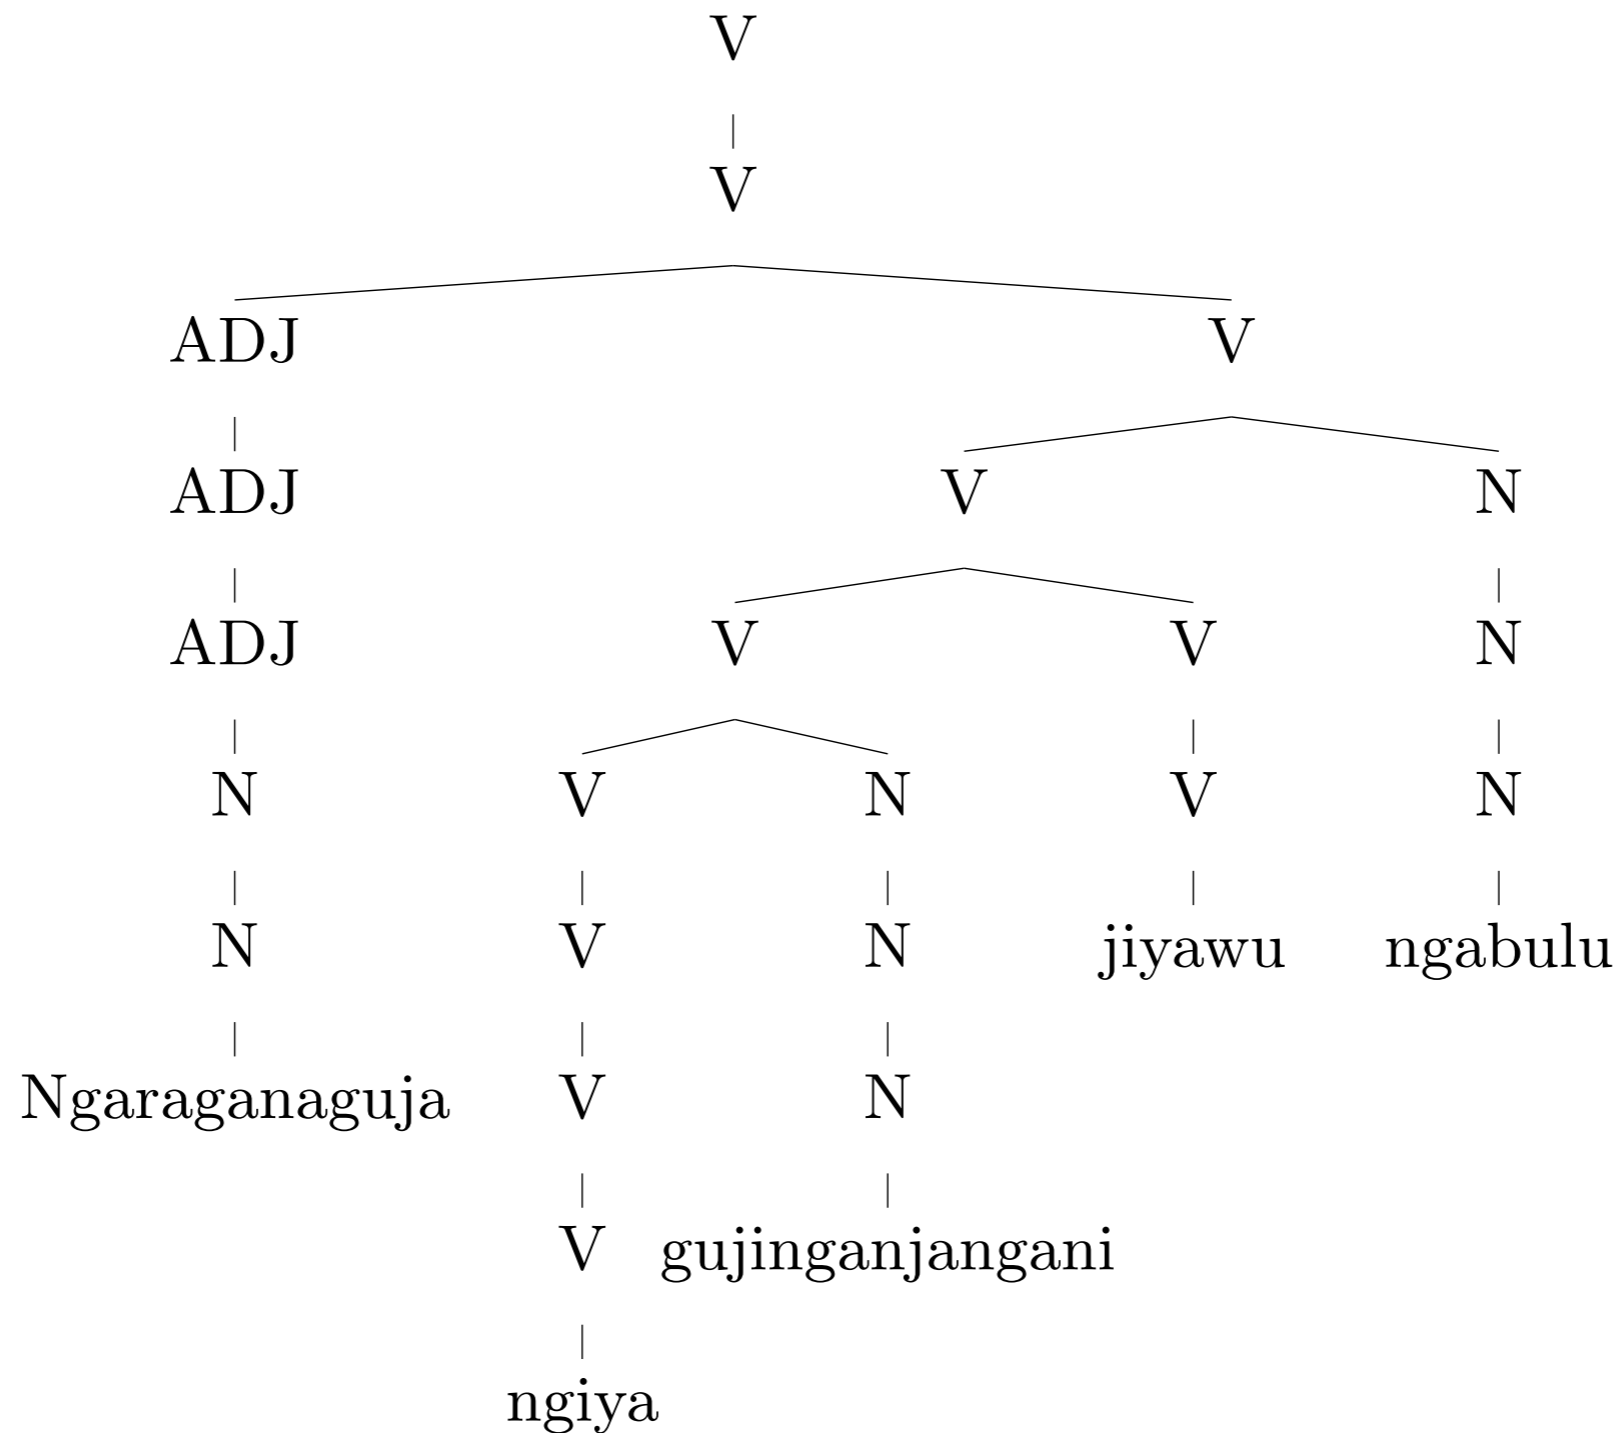 V
V
ADJ V
ADJ V N
ADJ V V N
N V N V N
N V N jiyawu ngabulu
Ngaraganaguja V N
V gujinganjangani
ngiya